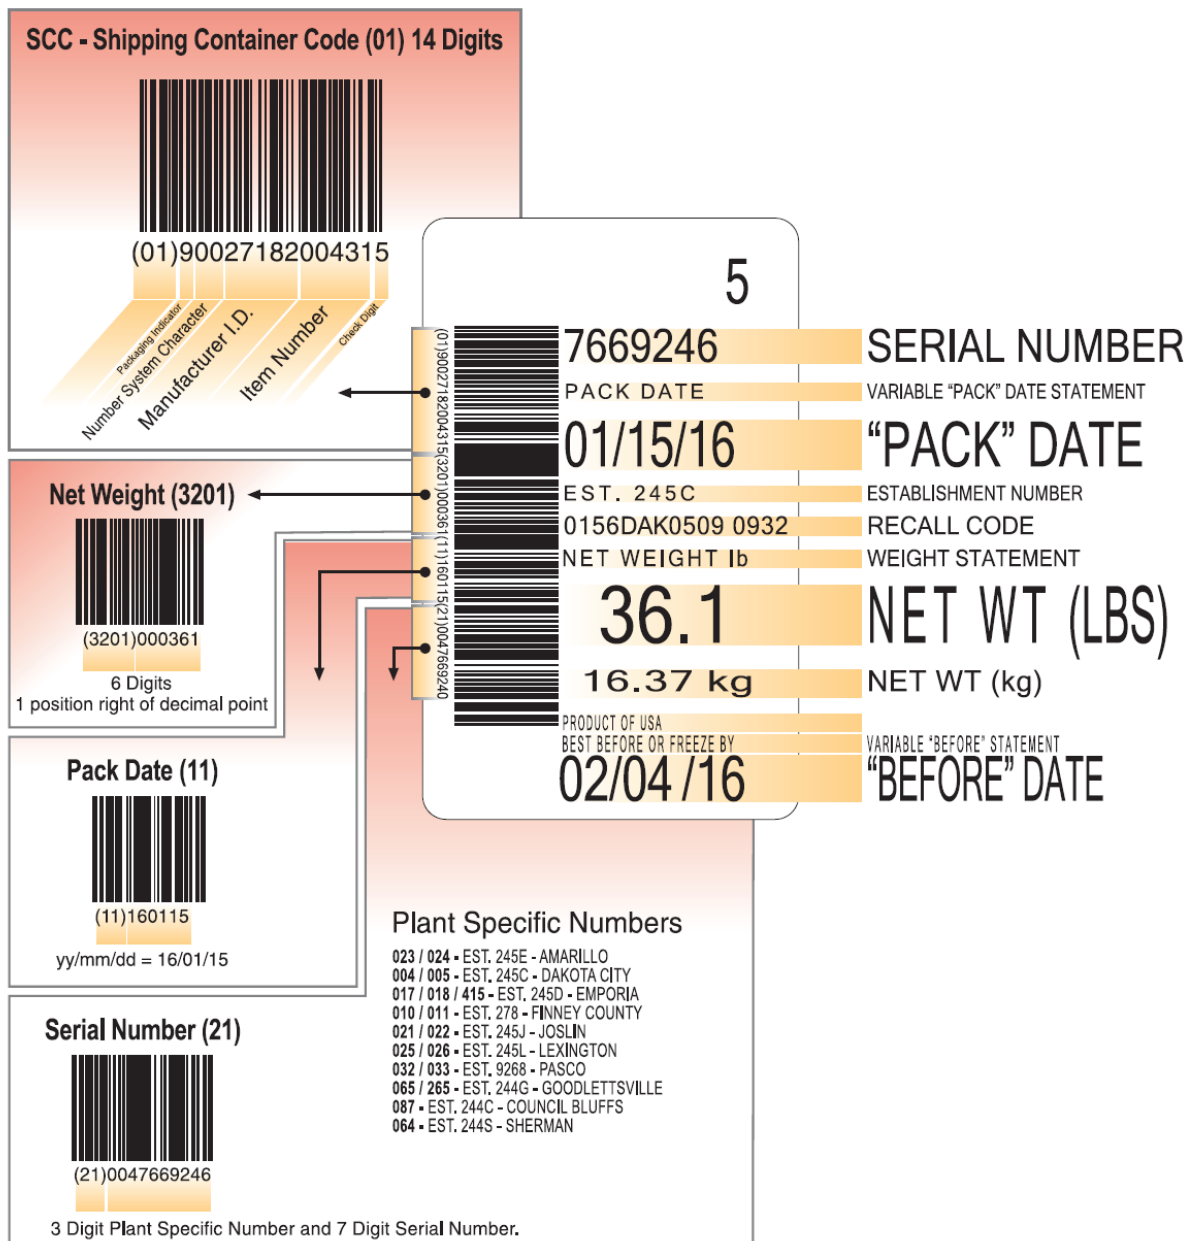 SCC - Shipping Container Code (01) 14 Digits
(01)90027182004315
Packaging Indicator
Number System Character
Manufacturer I.D.
Item Number
Check Digit
5
(01)90027182004315(3201)000361(11)160115(21)0047669240
7669246 SERIAL NUMBER
PACK DATE VARIABLE “PACK” DATE STATEMENT
01/15/16 “PACK” DATE
EST. 245C ESTABLISHMENT NUMBER
0156DAK0509 0932 RECALL CODE
NET WEIGHT lb WEIGHT STATEMENT
36.1 NET WT (LBS)
16.37 kg NET WT (kg)
PRODUCT OF USA
BEST BEFORE OR FREEZE BY VARIABLE “BEFORE” STATEMENT
02/04 /16 “BEFORE” DATE
Net Weight (3201)
(3201)000361
6 Digits
1 position right of decimal point
Pack Date (11)
(11)160115
yy/mm/dd = 16/01/15
Serial Number (21)
(21)0047669246
3 Digit Plant Specific Number and 7 Digit Serial Number.
Plant Specific Numbers
023 / 024 - EST. 245E - AMARILLO
004 / 005 - EST. 245C - DAKOTA CITY
017 / 018 / 415 - EST. 245D - EMPORIA
010 / 011 - EST. 278 - FINNEY COUNTY
021 / 022 - EST. 245J - JOSLIN
025 / 026 - EST. 245L - LEXINGTON
032 / 033 - EST. 9268 - PASCO
065 / 265 - EST. 244G - GOODLETTSVILLE
087 - EST. 244C - COUNCIL BLUFFS
064 - EST. 244S - SHERMAN